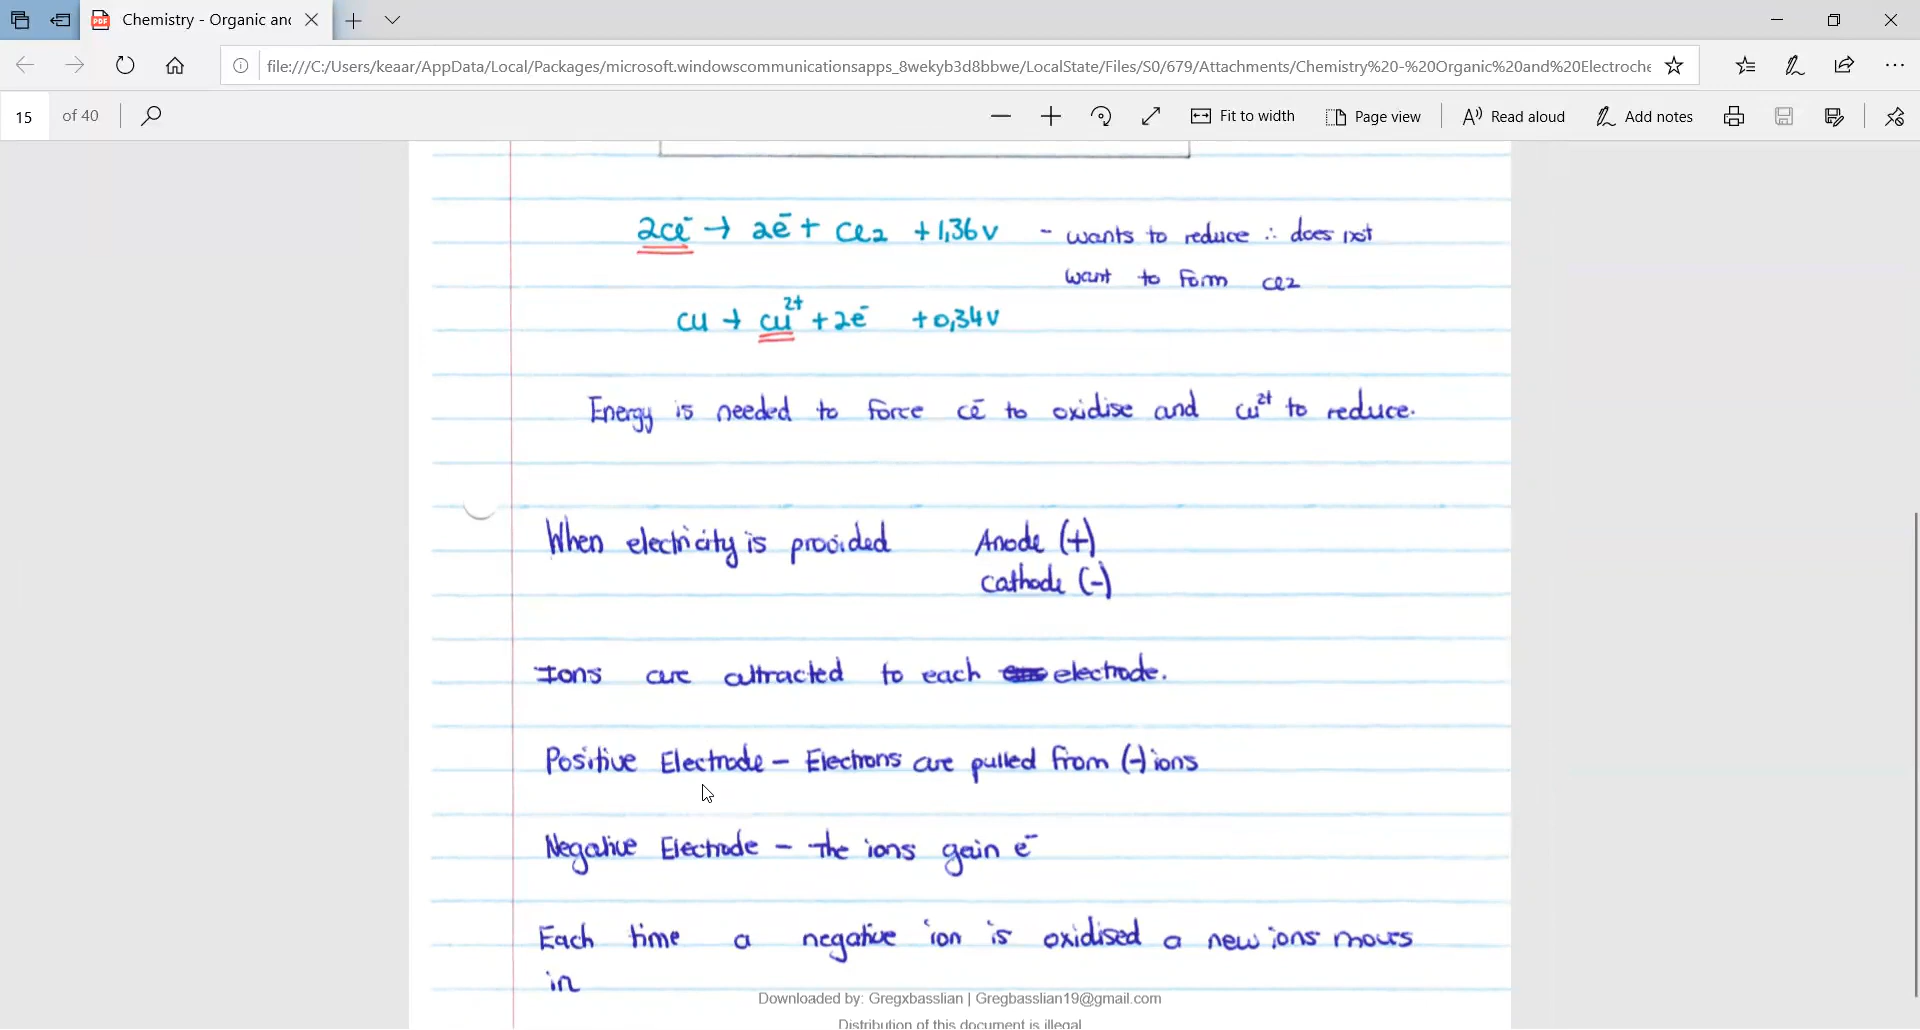 Chemistry - Organic anc
file:///C:/Users/keaar/AppData/Local/Packages/microsoft.windowscommunicationsapps_8wekyb3d8bbwe/LocalState/Files/S0/679/Attachments/Chemistry%20-%20Organic%20and%20Electroche
15 of 40
Fit to width
Page view
Read aloud
Add notes
2Cl⁻ → 2e⁻ + Cl2 +1,36V - wants to reduce ∴ does not
want to form Cl2
Cu → Cu²⁺ + 2e⁻ +0,34V
Energy is needed to force Cl⁻ to oxidise and Cu²⁺ to reduce.
When electricity is provided Anode (+)
Cathode (-)
Ions are attracted to each electrode.
Positive Electrode - Electrons are pulled from (-) ions
Negative Electrode - the ions gain e⁻
Each time a negative ion is oxidised a new ions moves
in
Downloaded by: Gregxbasslian | Gregbasslian19@gmail.com
Distribution of this document is illegal